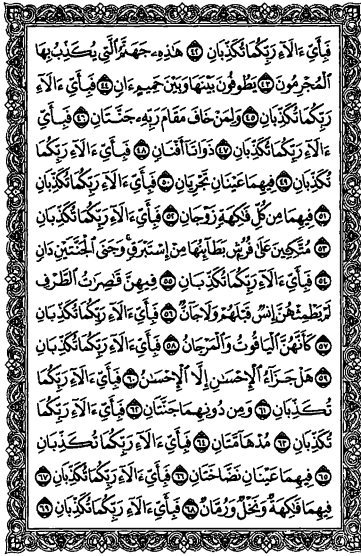 فَبِأَيِّ ءَالَآءِ رَبِّكُمَا تُكَذِّبَانِ ٤٢ هَٰذِهِۦ جَهَنَّمُ ٱلَّتِى يُكَذِّبُ بِهَا
ٱلْمُجْرِمُونَ ٤٣ يَطُوفُونَ بَيْنَهَا وَبَيْنَ حَمِيمٍ ءَانٍ ٤٤ فَبِأَيِّ ءَالَآءِ
رَبِّكُمَا تُكَذِّبَانِ ٤٥ وَلِمَنْ خَافَ مَقَامَ رَبِّهِۦ جَنَّتَانِ ٤٦ فَبِأَيِّ
ءَالَآءِ رَبِّكُمَا تُكَذِّبَانِ ٤٧ ذَوَاتَآ أَفْنَانٍ ٤٨ فَبِأَيِّ ءَالَآءِ رَبِّكُمَا
تُكَذِّبَانِ ٤٩ فِيهِمَا عَيْنَانِ تَجْرِيَانِ ٥٠ فَبِأَيِّ ءَالَآءِ رَبِّكُمَا تُكَذِّبَانِ
٥١ فِيهِمَا مِن كُلِّ فَٰكِهَةٍ زَوْجَانِ ٥٢ فَبِأَيِّ ءَالَآءِ رَبِّكُمَا تُكَذِّبَانِ
٥٣ مُتَّكِـِٔينَ عَلَىٰ فُرُشٍۭ بَطَآئِنُهَا مِنْ إِسْتَبْرَقٍ ۚ وَجَنَى ٱلْجَنَّتَيْنِ دَانٍ
٥٤ فَبِأَيِّ ءَالَآءِ رَبِّكُمَا تُكَذِّبَانِ ٥٥ فِيهِنَّ قَٰصِرَٰتُ ٱلطَّرْفِ
لَمْ يَطْمِثْهُنَّ إِنسٌ قَبْلَهُمْ وَلَا جَآنٌّ ٥٦ فَبِأَيِّ ءَالَآءِ رَبِّكُمَا تُكَذِّبَانِ
٥٧ كَأَنَّهُنَّ ٱلْيَاقُوتُ وَٱلْمَرْجَانُ ٥٨ فَبِأَيِّ ءَالَآءِ رَبِّكُمَا تُكَذِّبَانِ
٥٩ هَلْ جَزَآءُ ٱلْإِحْسَٰنِ إِلَّا ٱلْإِحْسَٰنُ ٦٠ فَبِأَيِّ ءَالَآءِ رَبِّكُمَا
تُكَذِّبَانِ ٦١ وَمِن دُونِهِمَا جَنَّتَانِ ٦٢ فَبِأَيِّ ءَالَآءِ رَبِّكُمَا
تُكَذِّبَانِ ٦٣ مُدْهَآمَّتَانِ ٦٤ فَبِأَيِّ ءَالَآءِ رَبِّكُمَا تُكَذِّبَانِ
٦٥ فِيهِمَا عَيْنَانِ نَضَّاخَتَانِ ٦٦ فَبِأَيِّ ءَالَآءِ رَبِّكُمَا تُكَذِّبَانِ ٦٧
فِيهِمَا فَٰكِهَةٌ وَنَخْلٌ وَرُمَّانٌ ٦٨ فَبِأَيِّ ءَالَآءِ رَبِّكُمَا تُكَذِّبَانِ ٦٩